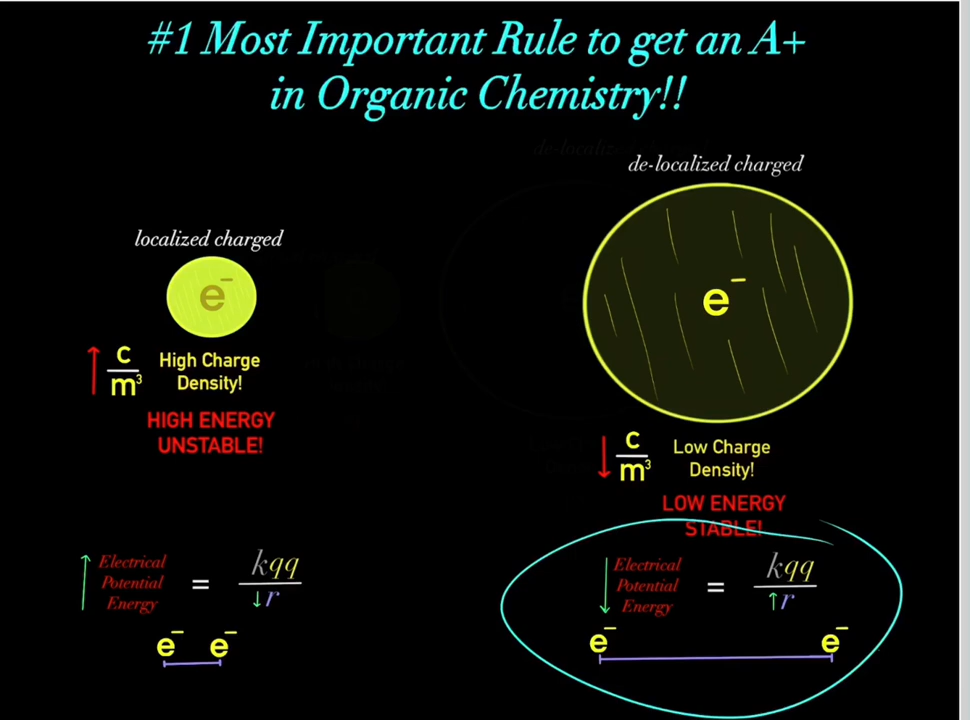 #1 Most Important Rule to get an A+
in Organic Chemistry!!
de-localized charged
localized charged
e⁻
e⁻
↑ c/m³
High Charge
Density!
HIGH ENERGY
UNSTABLE!
↓ c/m³
Low Charge
Density!
LOW ENERGY
STABLE!
↑ Electrical
Potential
Energy
= kqq/↓r
e⁻ e⁻
↓ Electrical
Potential
Energy
= kqq/↑r
e⁻ e⁻